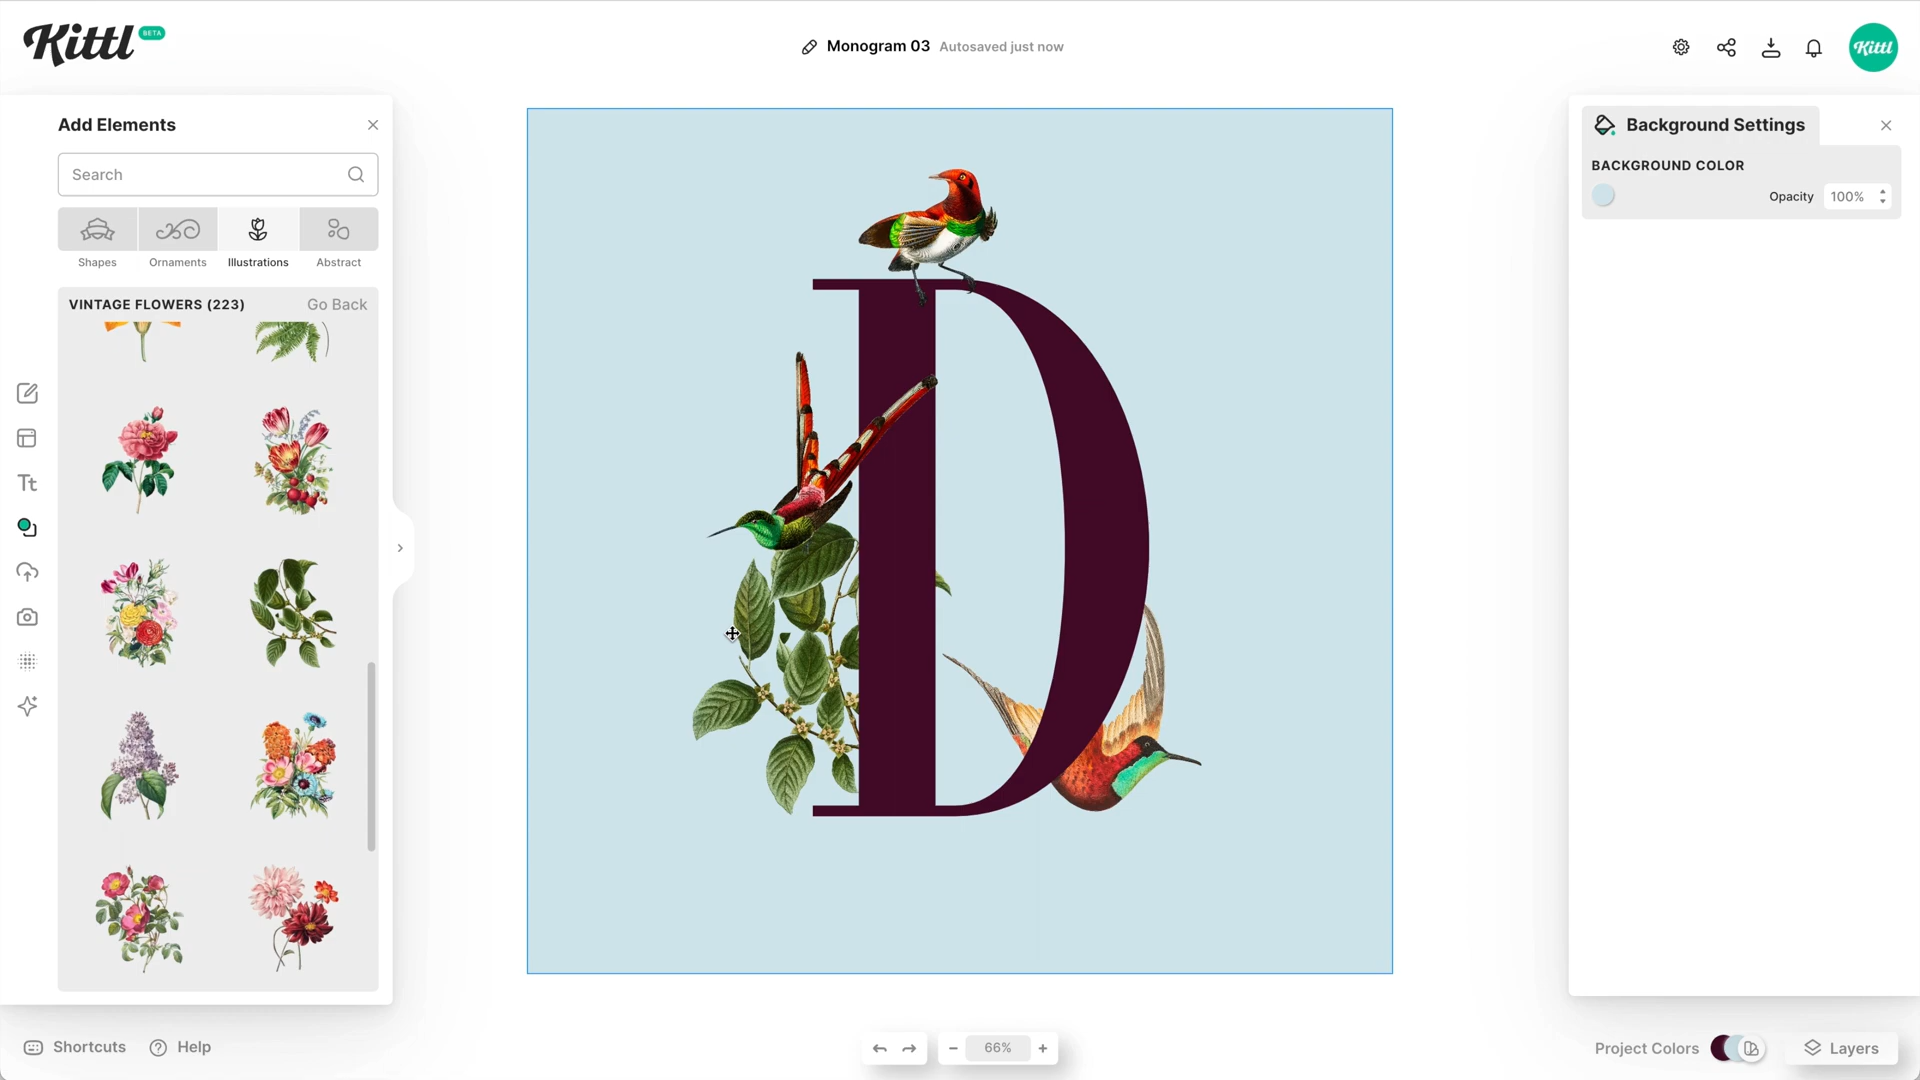 Kittl BETA
Monogram 03 Autosaved just now
Kittl
Add Elements
Search
Shapes Ornaments Illustrations Abstract
VINTAGE FLOWERS (223) Go Back
Tt
D
Background Settings
BACKGROUND COLOR
Opacity 100%
Shortcuts Help
66%
Project Colors Layers